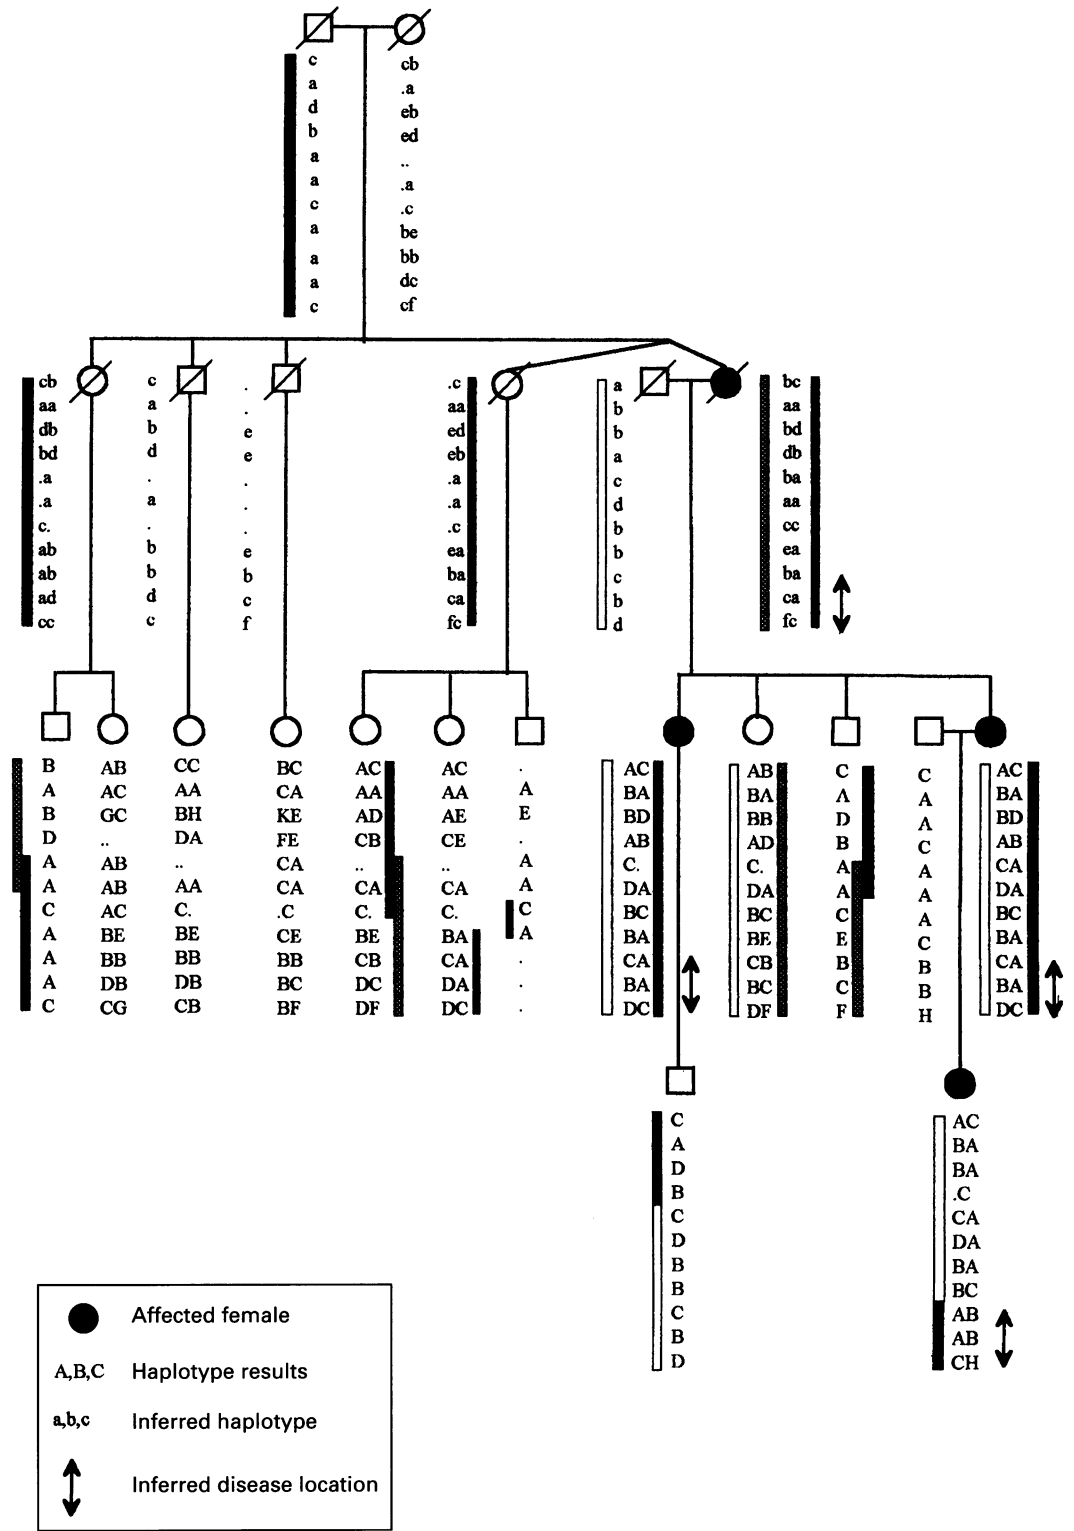 c cb
a .a
d eb
b ed
a ..
a .a
c .c
a be
a bb
a dc
c cf
cb c . .c a bc
aa a . aa b aa
db b e ed b bd
bd d e eb a db
.a . . .a c ba
.a a . .a d aa
c. . . .c b cc
ab b e ea b ea
ab b b ba c ba
ad d c ca b ca
cc c f fc d fc
B AB CC BC AC AC . AC AB C C AC
A AC AA CA AA AA A BA BA A A BA
B GC BH KE AD AE E BD BB D A BD
D .. DA FE CB CE . AB AD B C AB
A AB .. CA .. .. A C. C. A A CA
A AB AA CA CA CA A DA DA A A DA
C AC C. .C C. C. C BC BC C A BC
A BE BE CE BE BA A BA BE E C BA
A BB BB BB CB CA . CA CB B B CA
A DB DB BC DC DA . BA BC C B BA
C CG CB BF DF DC . DC DF F H DC
C AC
A BA
D BA
B .C
C CA
D DA
B BA
B BC
C AB
B AB
D CH
Affected female
A,B,C Haplotype results
a,b,c Inferred haplotype
Inferred disease location